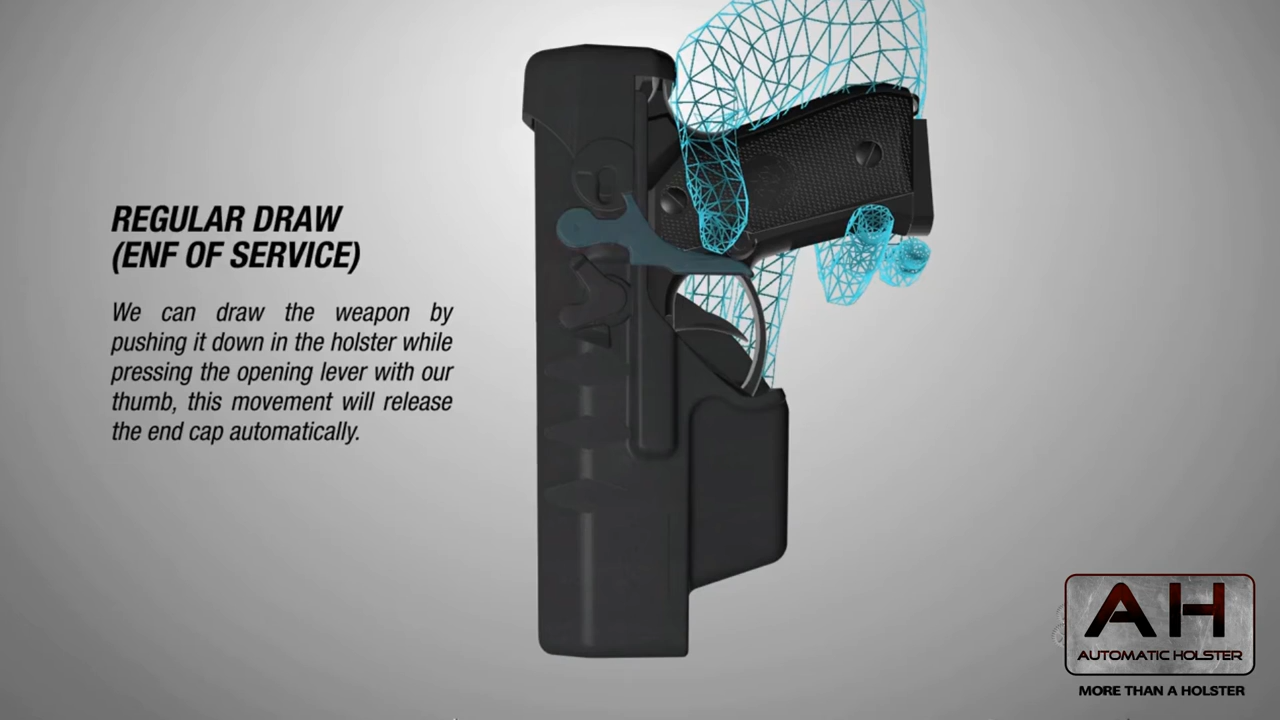 REGULAR DRAW
(ENF OF SERVICE)
We can draw the weapon by
pushing it down in the holster while
pressing the opening lever with our
thumb, this movement will release
the end cap automatically.
AH
AUTOMATIC HOLSTER
MORE THAN A HOLSTER